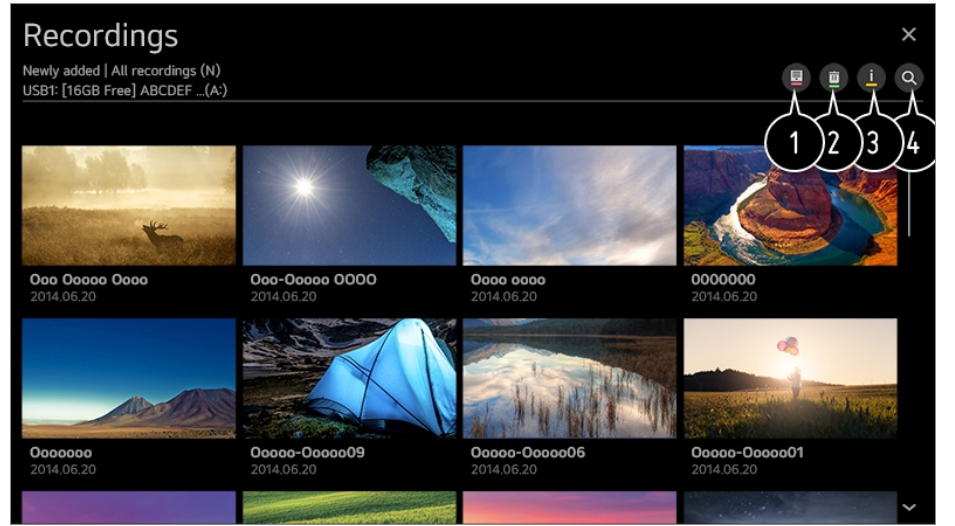 Recordings
Newly added | All recordings (N)
USB1: [16GB Free] ABCDEF ...(A:)
i
1 2 3 4
Ooo Ooooo Oooo
2014.06.20
Ooo-Ooooo OOOO
2014.06.20
Oooo oooo
2014.06.20
0000000
2014.06.20
Ooooooo
2014.06.20
Ooooo-Ooooo09
2014.06.20
Ooooo-Ooooo06
2014.06.20
Ooooo-Ooooo01
2014.06.20